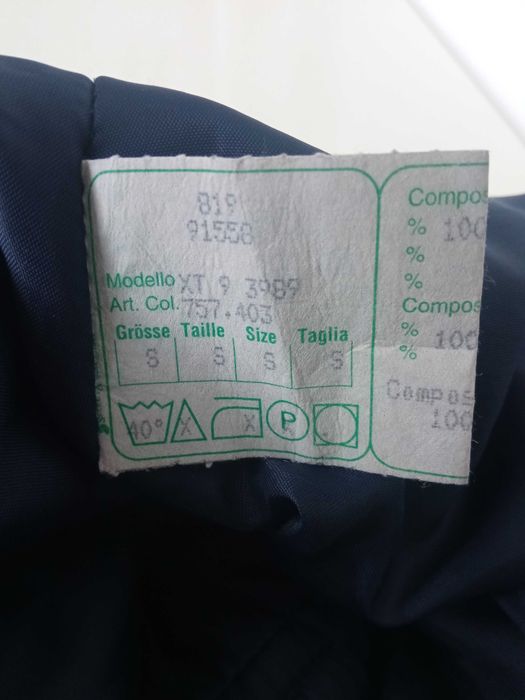 819
91558
Modello XT 9 3989
Art. Col. 757.403
Grösse Taille Size Taglia
S S S S
40° X X P
Compos
% 100
%
%
Compos
% 100
%
Compos
100